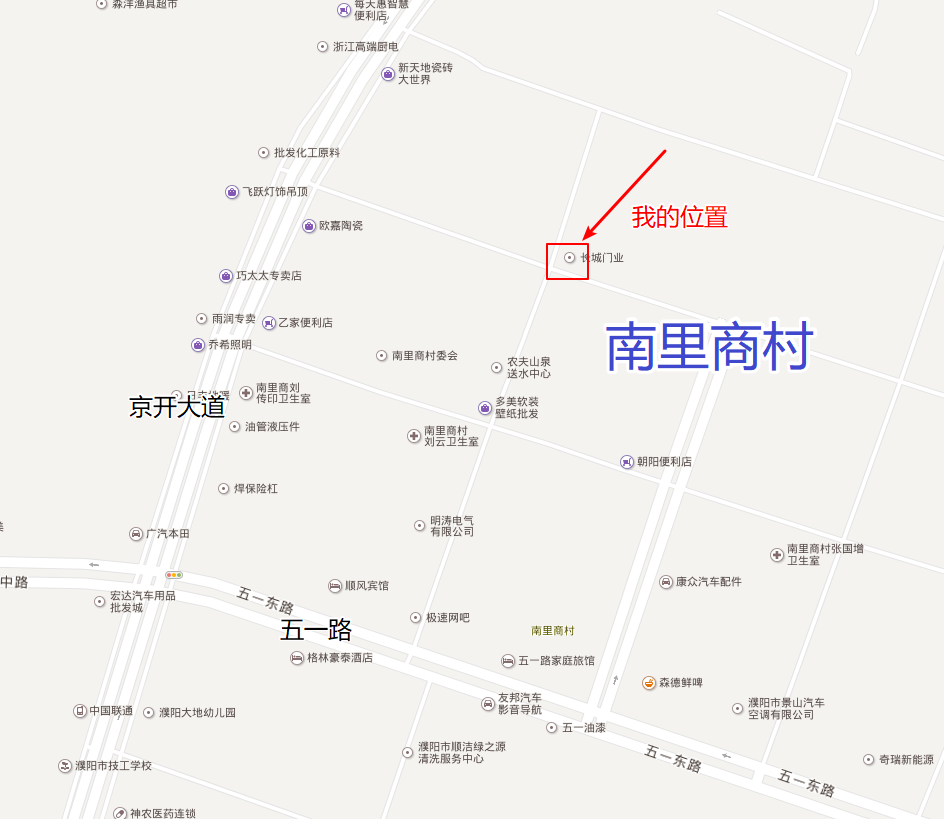 森洋渔具超市
每天惠智慧
便利店
浙江高端厨电
新天地瓷砖
大世界
批发化工原料
飞跃灯饰吊顶
我的位置
欧嘉陶瓷
长城门业
巧太太专卖店
雨润专卖
乙家便利店
南里商村
乔希照明
南里商村委会
农夫山泉
送水中心
南里商刘
传印卫生室
京开大道
多美软装
壁纸批发
油管液压件
南里商村
刘云卫生室
朝阳便利店
焊保险杠
明涛电气
有限公司
广汽本田
南里商村张国增
卫生室
中路
顺风宾馆
康众汽车配件
宏达汽车用品
批发城
五一东路
极速网吧
五一路
南里商村
格林豪泰酒店
五一路家庭旅馆
森德鲜啤
友邦汽车
影音导航
濮阳市景山汽车
空调有限公司
中国联通
濮阳大地幼儿园
五一油漆
濮阳市顺洁绿之源
清洗服务中心
五一东路
奇瑞新能源
濮阳市技工学校
五一东路
神农医药连锁